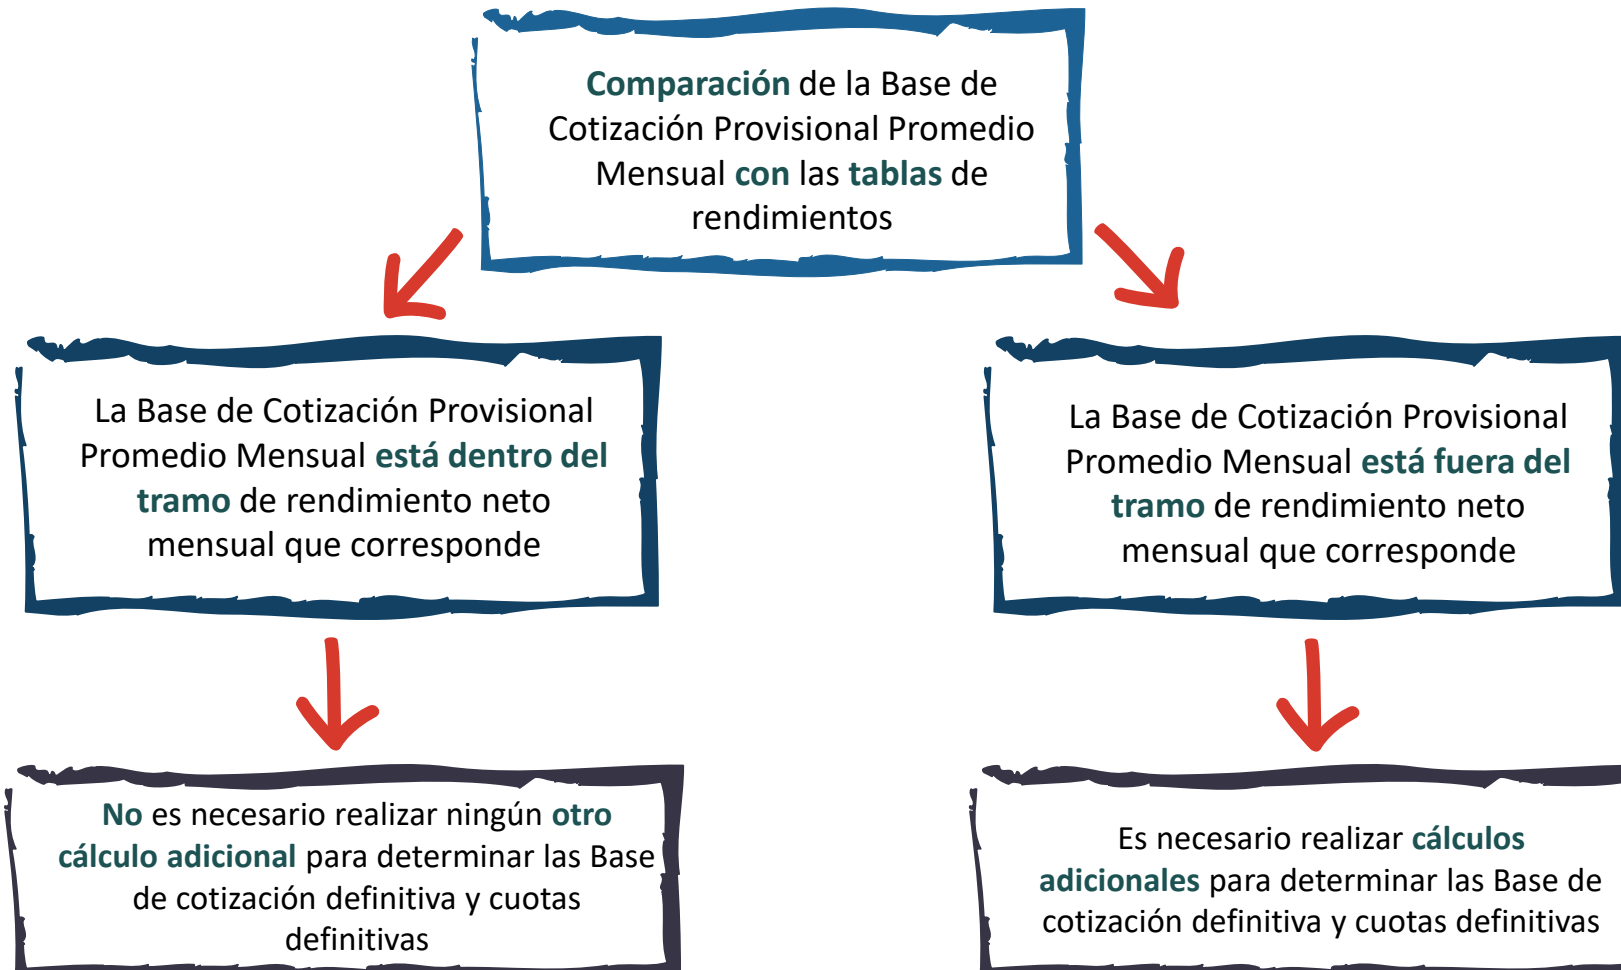 Comparación de la Base de
Cotización Provisional Promedio
Mensual con las tablas de
rendimientos
La Base de Cotización Provisional
Promedio Mensual está dentro del
tramo de rendimiento neto
mensual que corresponde
La Base de Cotización Provisional
Promedio Mensual está fuera del
tramo de rendimiento neto
mensual que corresponde
No es necesario realizar ningún otro
cálculo adicional para determinar las Base
de cotización definitiva y cuotas
definitivas
Es necesario realizar cálculos
adicionales para determinar las Base de
cotización definitiva y cuotas definitivas